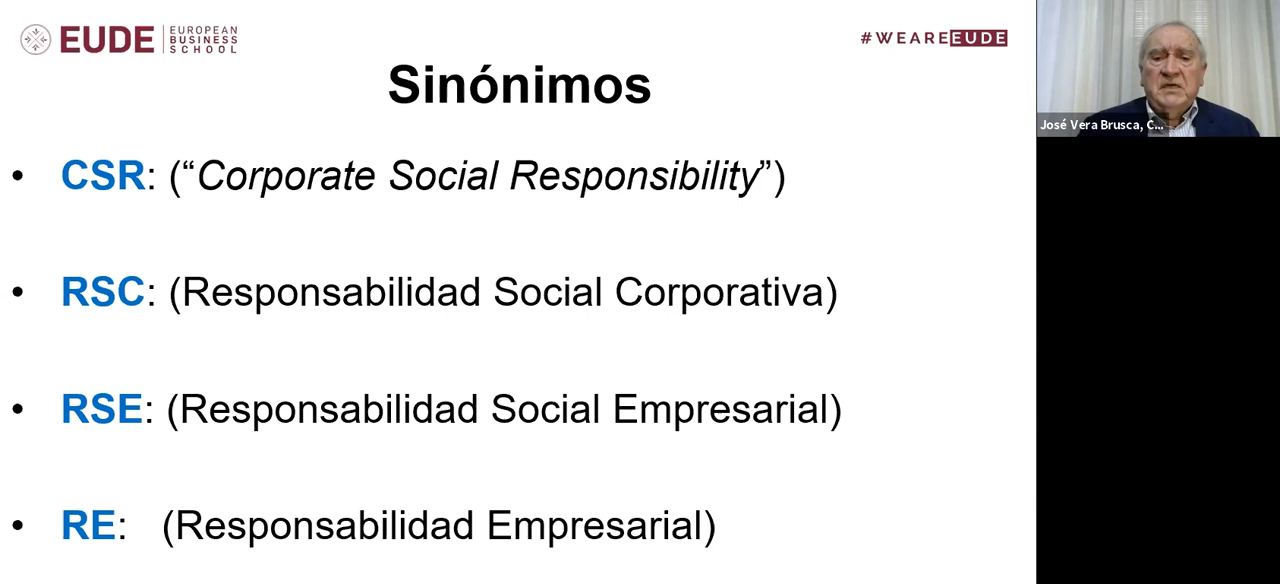 EUDE EUROPEAN BUSINESS SCHOOL
#WEAREEUDE
Sinónimos
• CSR: (“Corporate Social Responsibility”)
• RSC: (Responsabilidad Social Corporativa)
• RSE: (Responsabilidad Social Empresarial)
• RE: (Responsabilidad Empresarial)
José Vera Brusca, C...